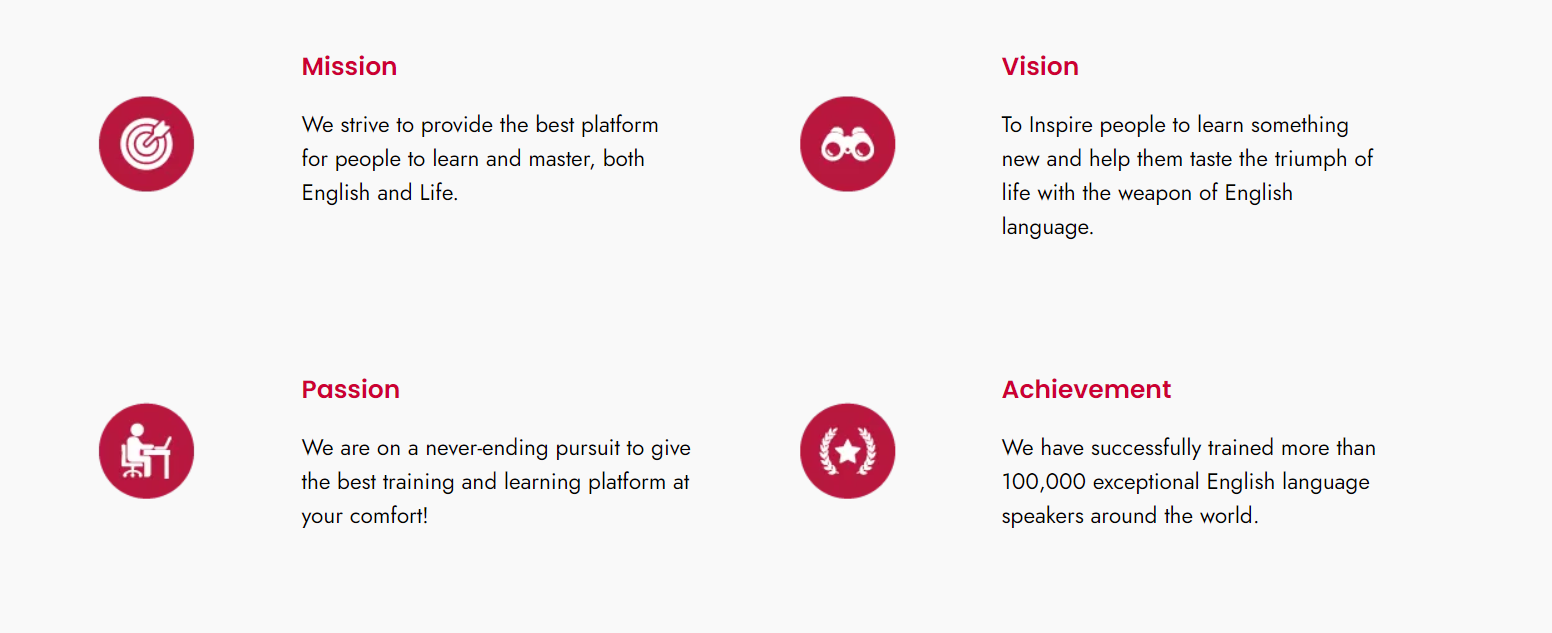 Mission
We strive to provide the best platform
for people to learn and master, both
English and Life.
Vision
To Inspire people to learn something
new and help them taste the triumph of
life with the weapon of English
language.
Passion
We are on a never-ending pursuit to give
the best training and learning platform at
your comfort!
Achievement
We have successfully trained more than
100,000 exceptional English language
speakers around the world.